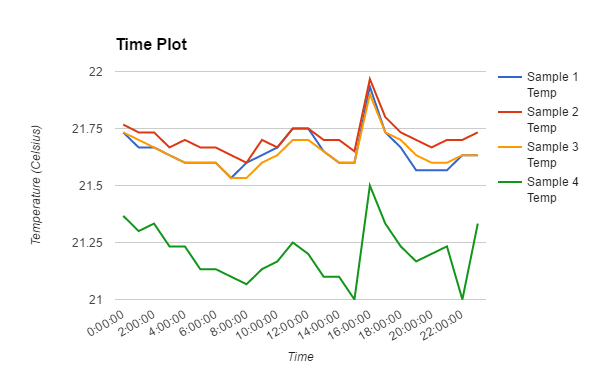 Time Plot
22
21.75
21.5
21.25
21
Temperature (Celsius)
0:00:00
2:00:00
4:00:00
6:00:00
8:00:00
10:00:00
12:00:00
14:00:00
16:00:00
18:00:00
20:00:00
22:00:00
Time
Sample 1
Temp
Sample 2
Temp
Sample 3
Temp
Sample 4
Temp